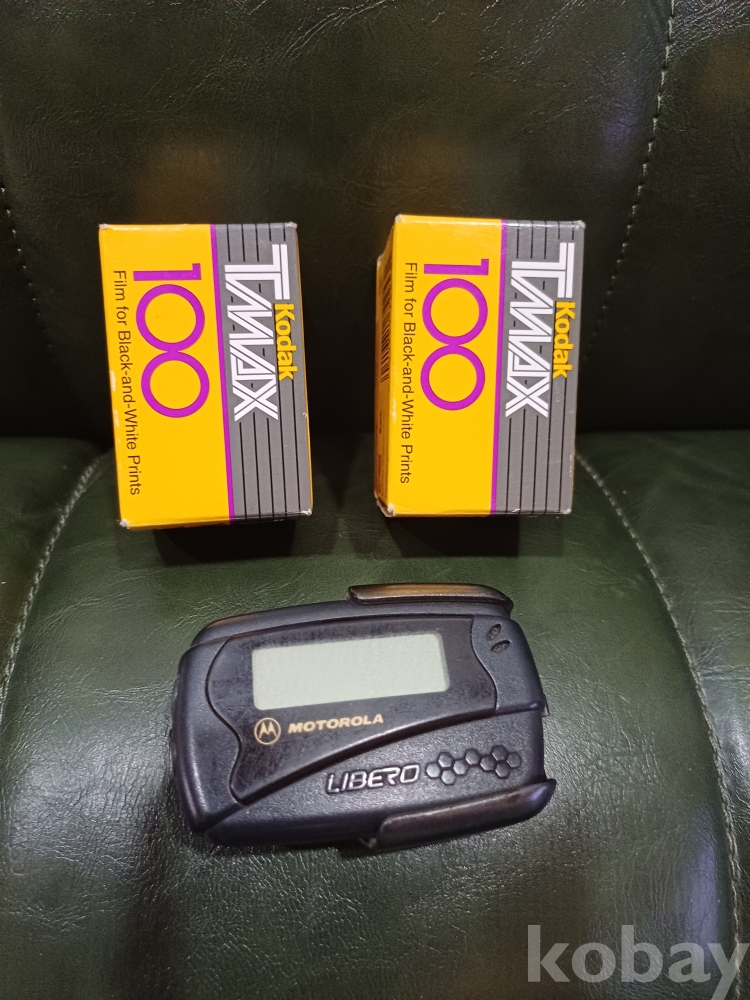 Kodak
TMAX
100
Film for Black-and-White Prints
Kodak
TMAX
100
Film for Black-and-White Prints
MOTOROLA
LIBERO
kobay